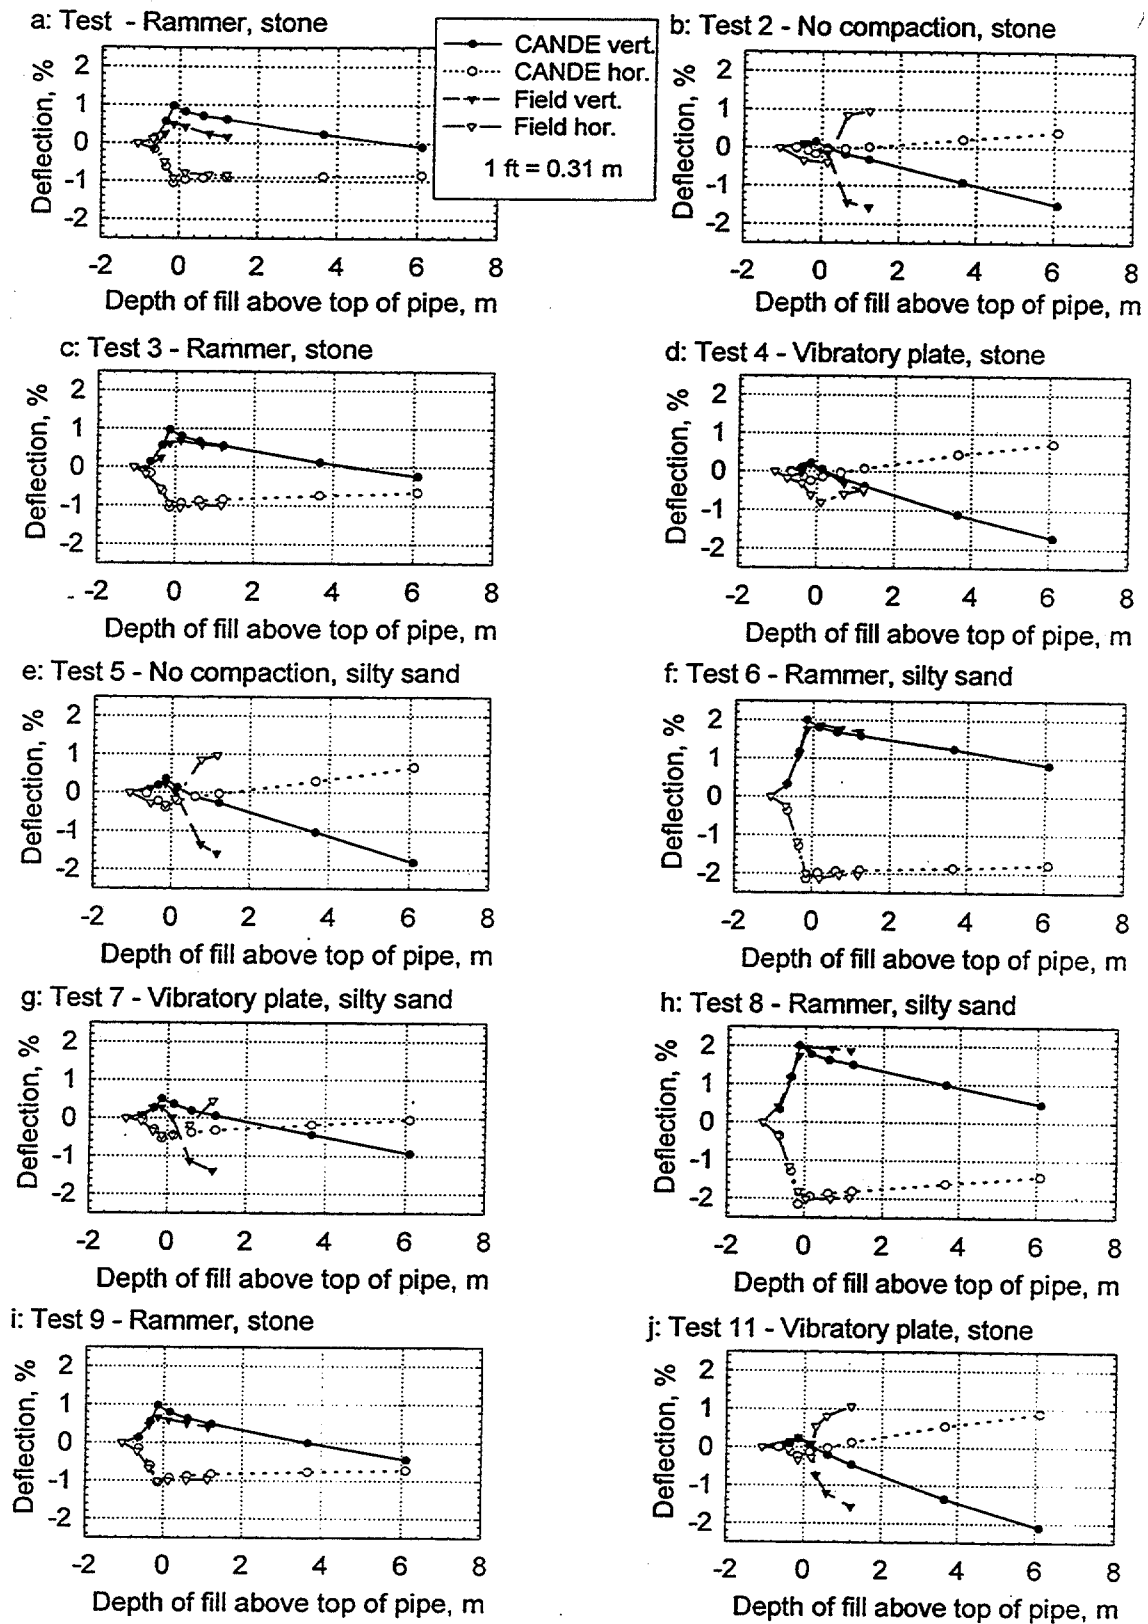 a: Test - Rammer, stone
Deflection, %
2
1
0
-1
-2
-2 0 2 4 6 8
Depth of fill above top of pipe, m
CANDE vert.
CANDE hor.
Field vert.
Field hor.
1 ft = 0.31 m
b: Test 2 - No compaction, stone
Deflection, %
2
1
0
-1
-2
-2 0 2 4 6 8
Depth of fill above top of pipe, m
c: Test 3 - Rammer, stone
Deflection, %
2
1
0
-1
-2
-2 0 2 4 6 8
Depth of fill above top of pipe, m
d: Test 4 - Vibratory plate, stone
Deflection, %
2
1
0
-1
-2
-2 0 2 4 6 8
Depth of fill above top of pipe, m
e: Test 5 - No compaction, silty sand
Deflection, %
2
1
0
-1
-2
-2 0 2 4 6 8
Depth of fill above top of pipe, m
f: Test 6 - Rammer, silty sand
Deflection, %
2
1
0
-1
-2
-2 0 2 4 6 8
Depth of fill above top of pipe, m
g: Test 7 - Vibratory plate, silty sand
Deflection, %
2
1
0
-1
-2
-2 0 2 4 6 8
Depth of fill above top of pipe, m
h: Test 8 - Rammer, silty sand
Deflection, %
2
1
0
-1
-2
-2 0 2 4 6 8
Depth of fill above top of pipe, m
i: Test 9 - Rammer, stone
Deflection, %
2
1
0
-1
-2
-2 0 2 4 6 8
Depth of fill above top of pipe, m
j: Test 11 - Vibratory plate, stone
Deflection, %
2
1
0
-1
-2
-2 0 2 4 6 8
Depth of fill above top of pipe, m